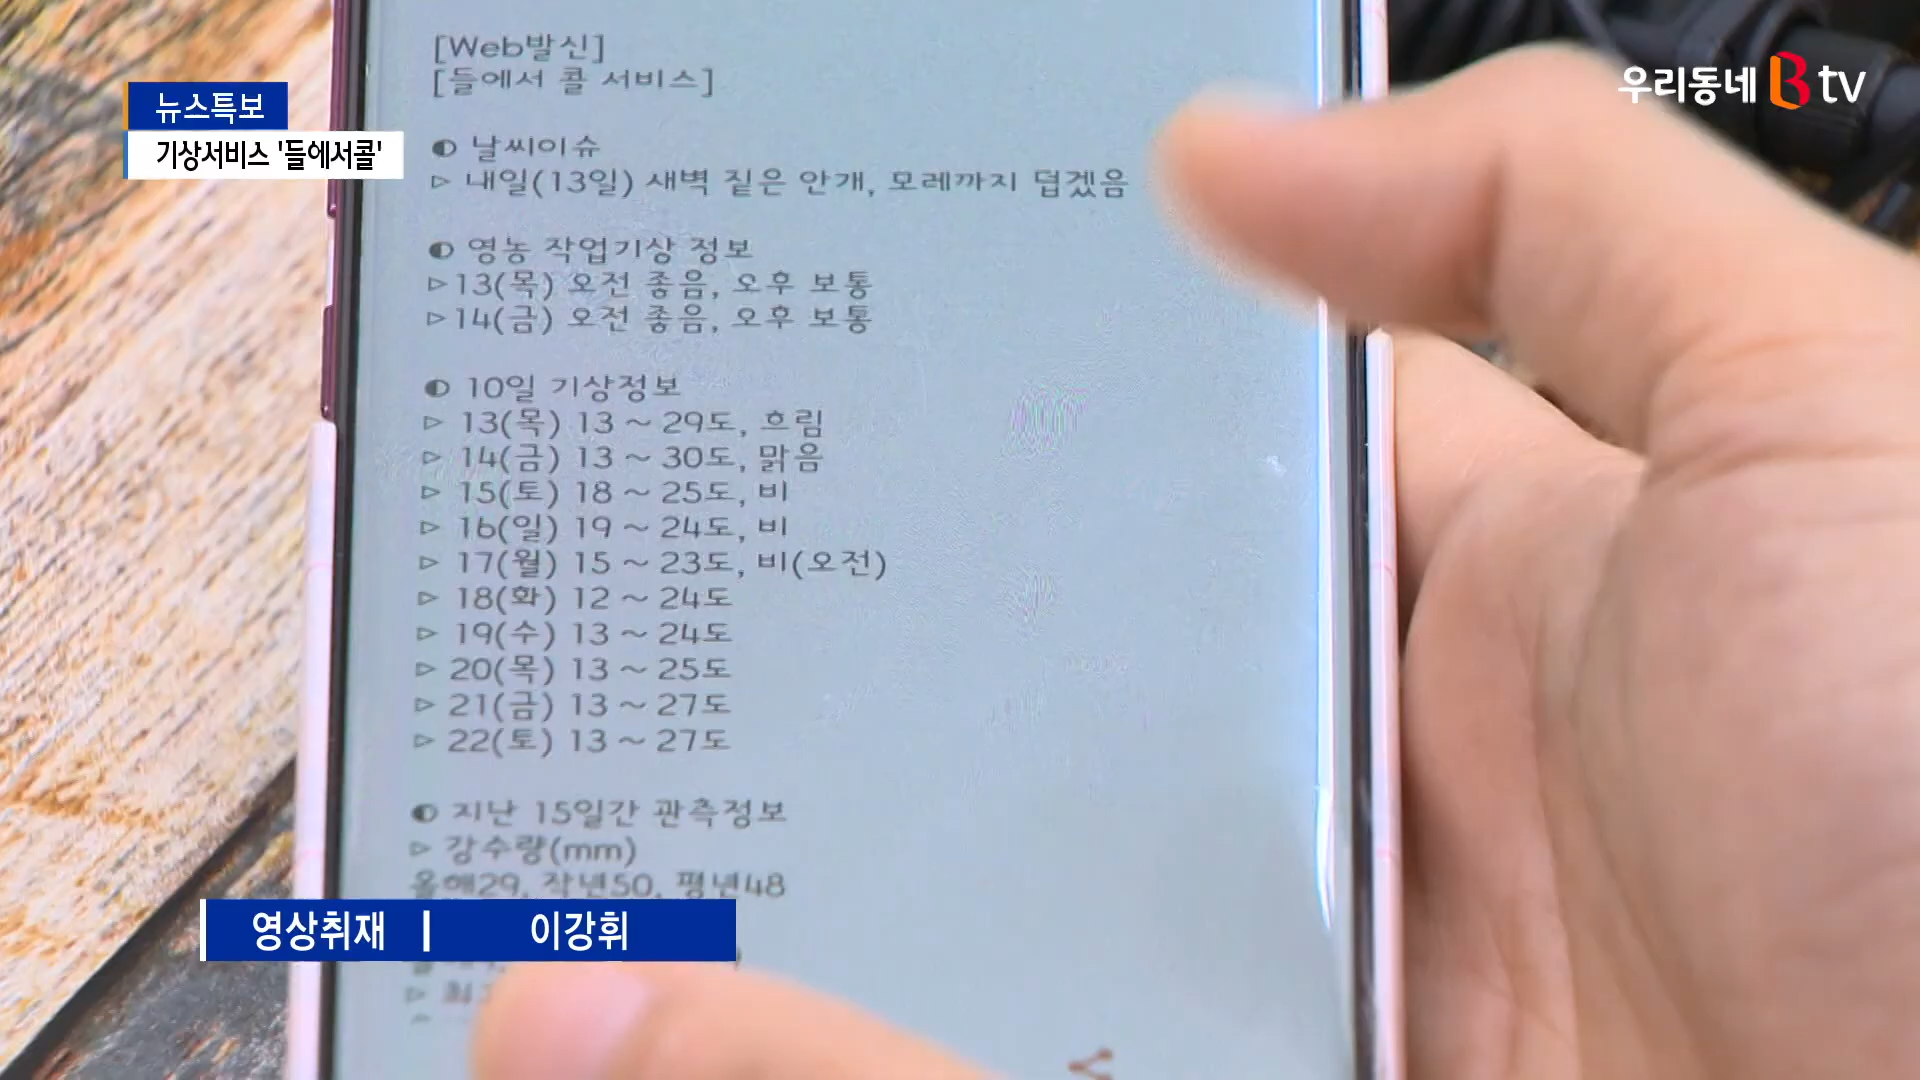 뉴스특보
기상서비스 '들에서콜'
우리동네 B tv
[Web발신]
[들에서 콜 서비스]
◐ 날씨이슈
▷ 내일(13일) 새벽 짙은 안개, 모레까지 덥겠음
◐ 영농 작업기상 정보
▷13(목) 오전 좋음, 오후 보통
▷14(금) 오전 좋음, 오후 보통
◐ 10일 기상정보
▷ 13(목) 13 ~ 29도, 흐림
▷ 14(금) 13 ~ 30도, 맑음
▷ 15(토) 18 ~ 25도, 비
▷ 16(일) 19 ~ 24도, 비
▷ 17(월) 15 ~ 23도, 비(오전)
▷ 18(화) 12 ~ 24도
▷ 19(수) 13 ~ 24도
▷ 20(목) 13 ~ 25도
▷ 21(금) 13 ~ 27도
▷ 22(토) 13 ~ 27도
◐ 지난 15일간 관측정보
▷ 강수량(mm)
올해29, 작년50, 평년48
영상취재 | 이강휘